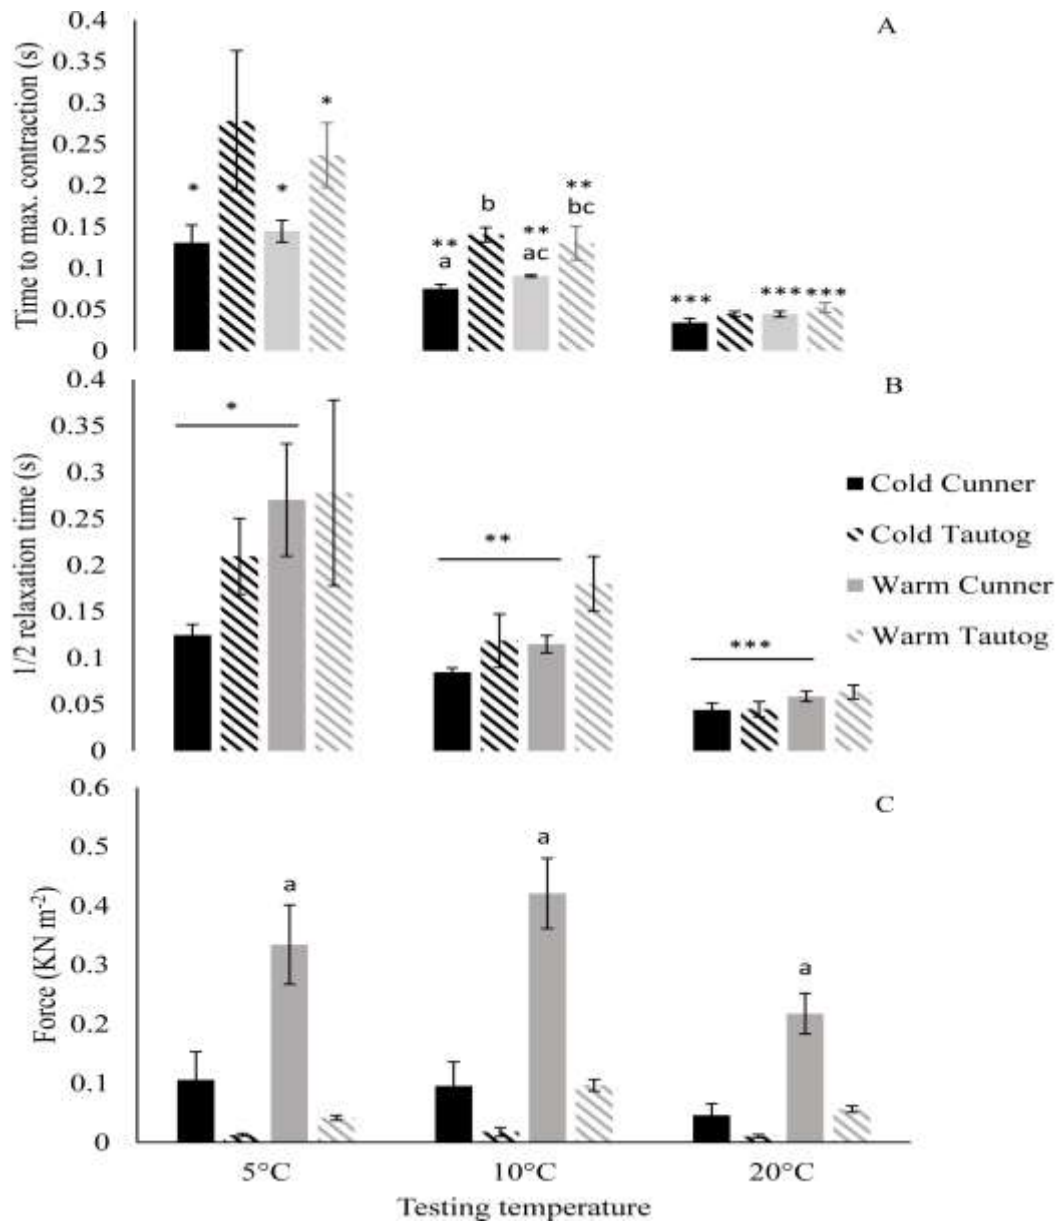 A
Time to max. contraction (s)
0.4
0.35
0.3
0.25
0.2
0.15
0.1
0.05
0
* * *
** a
b
** ac
** bc
*** *** ***
B
1/2 relaxation time (s)
0.4
0.35
0.3
0.25
0.2
0.15
0.1
0.05
0
*
**
***
Cold Cunner
Cold Tautog
Warm Cunner
Warm Tautog
C
Force (KN m-2)
0.6
0.5
0.4
0.3
0.2
0.1
0
a
a
a
5°C 10°C 20°C
Testing temperature